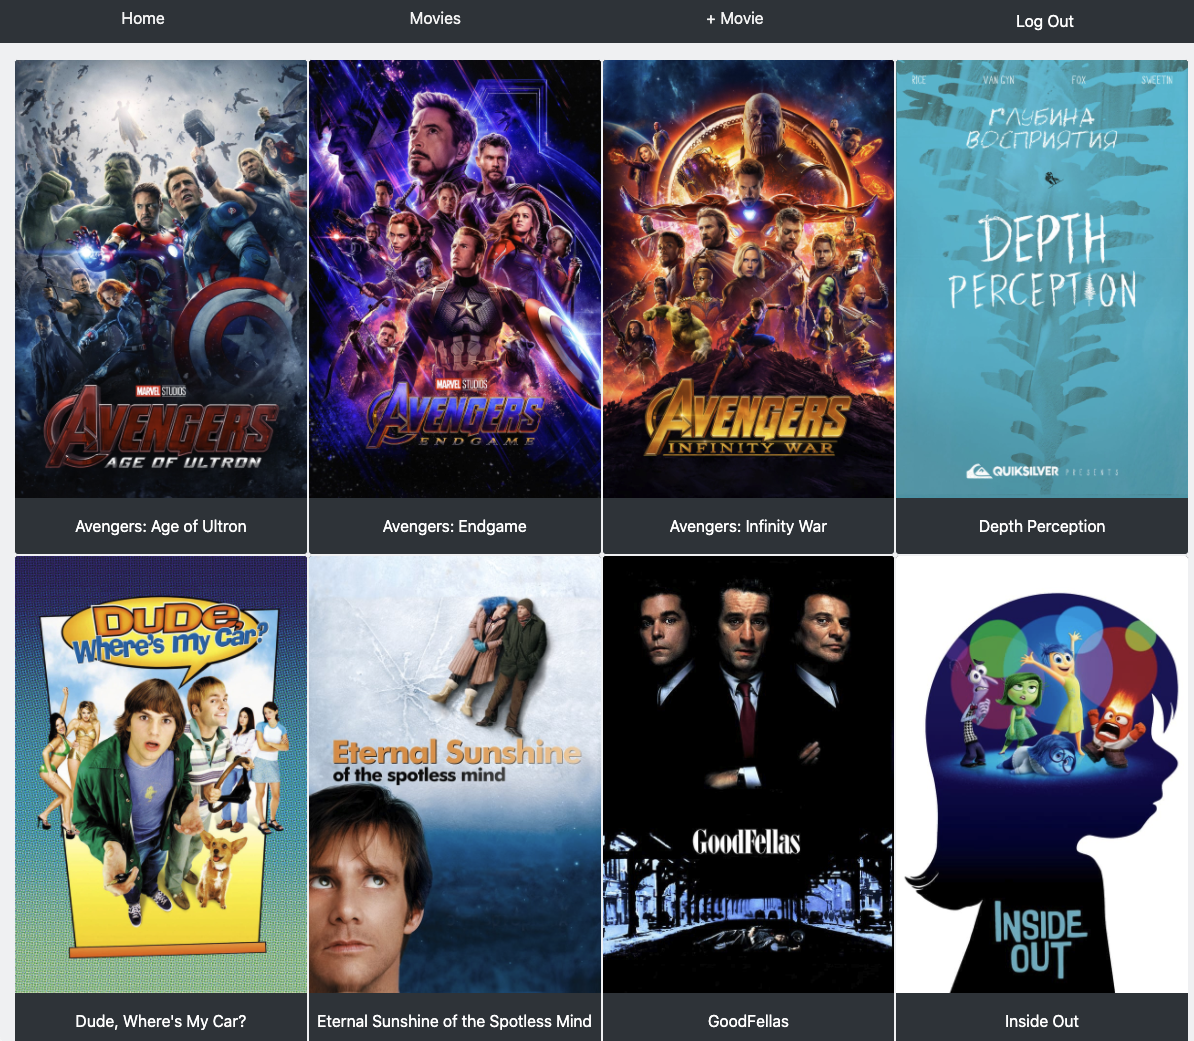 Home Movies + Movie Log Out
MARVEL STUDIOS
AVENGERS
AGE OF ULTRON
MARVEL STUDIOS
AVENGERS
ENDGAME
AVENGERS
INFINITY WAR
RICE VAN GYN FOX SWEETIN
ГЛУБИНА
ВОСПРИЯТИЯ
DEPTH
PERCEPTION
QUIKSILVER PRESENTS
Avengers: Age of Ultron
Avengers: Endgame
Avengers: Infinity War
Depth Perception
DUDE,
Where's my Car?
Eternal Sunshine
of the spotless mind
GoodFellas
INSIDE
OUT
Dude, Where's My Car?
Eternal Sunshine of the Spotless Mind
GoodFellas
Inside Out